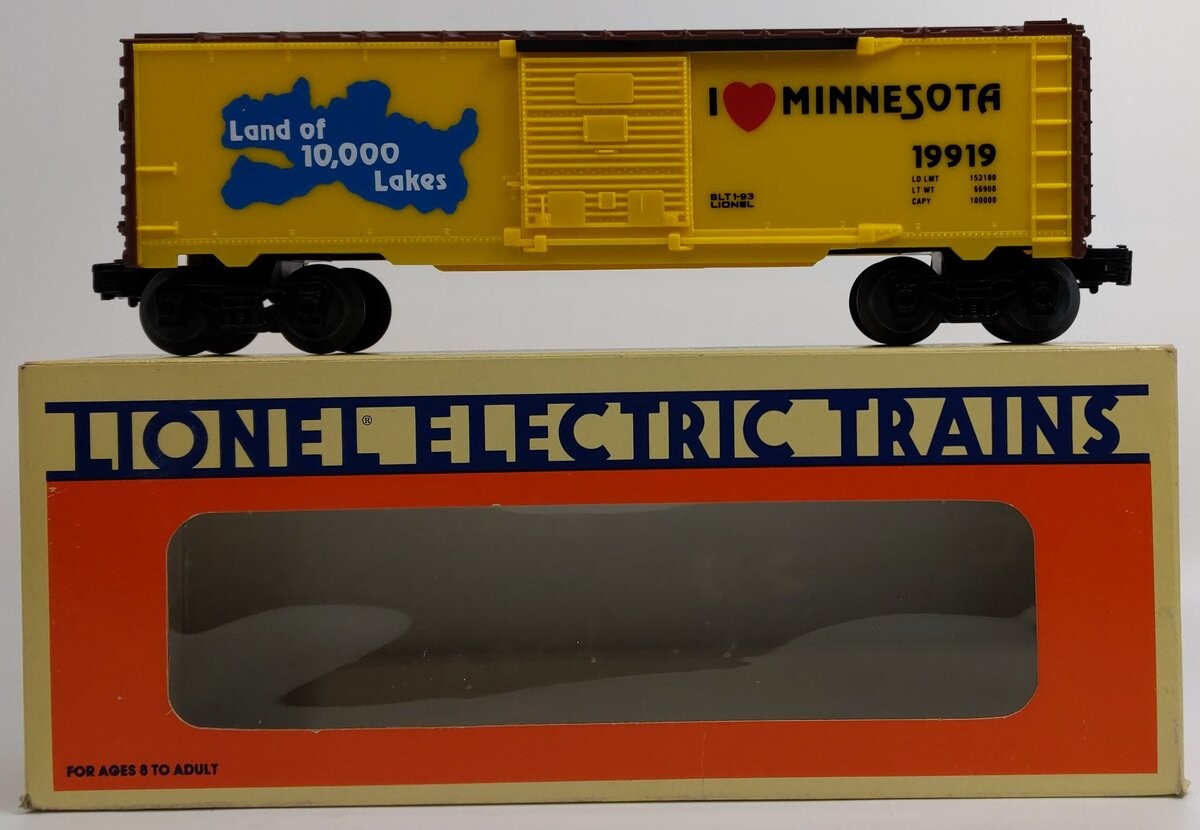 Land of
10,000
Lakes
I ❤ MINNESOTA
19919
LD LMT 153100
LT WT 66900
CAPY 100000
BLT 1-93
LIONEL
LIONEL® ELECTRIC TRAINS
FOR AGES 8 TO ADULT